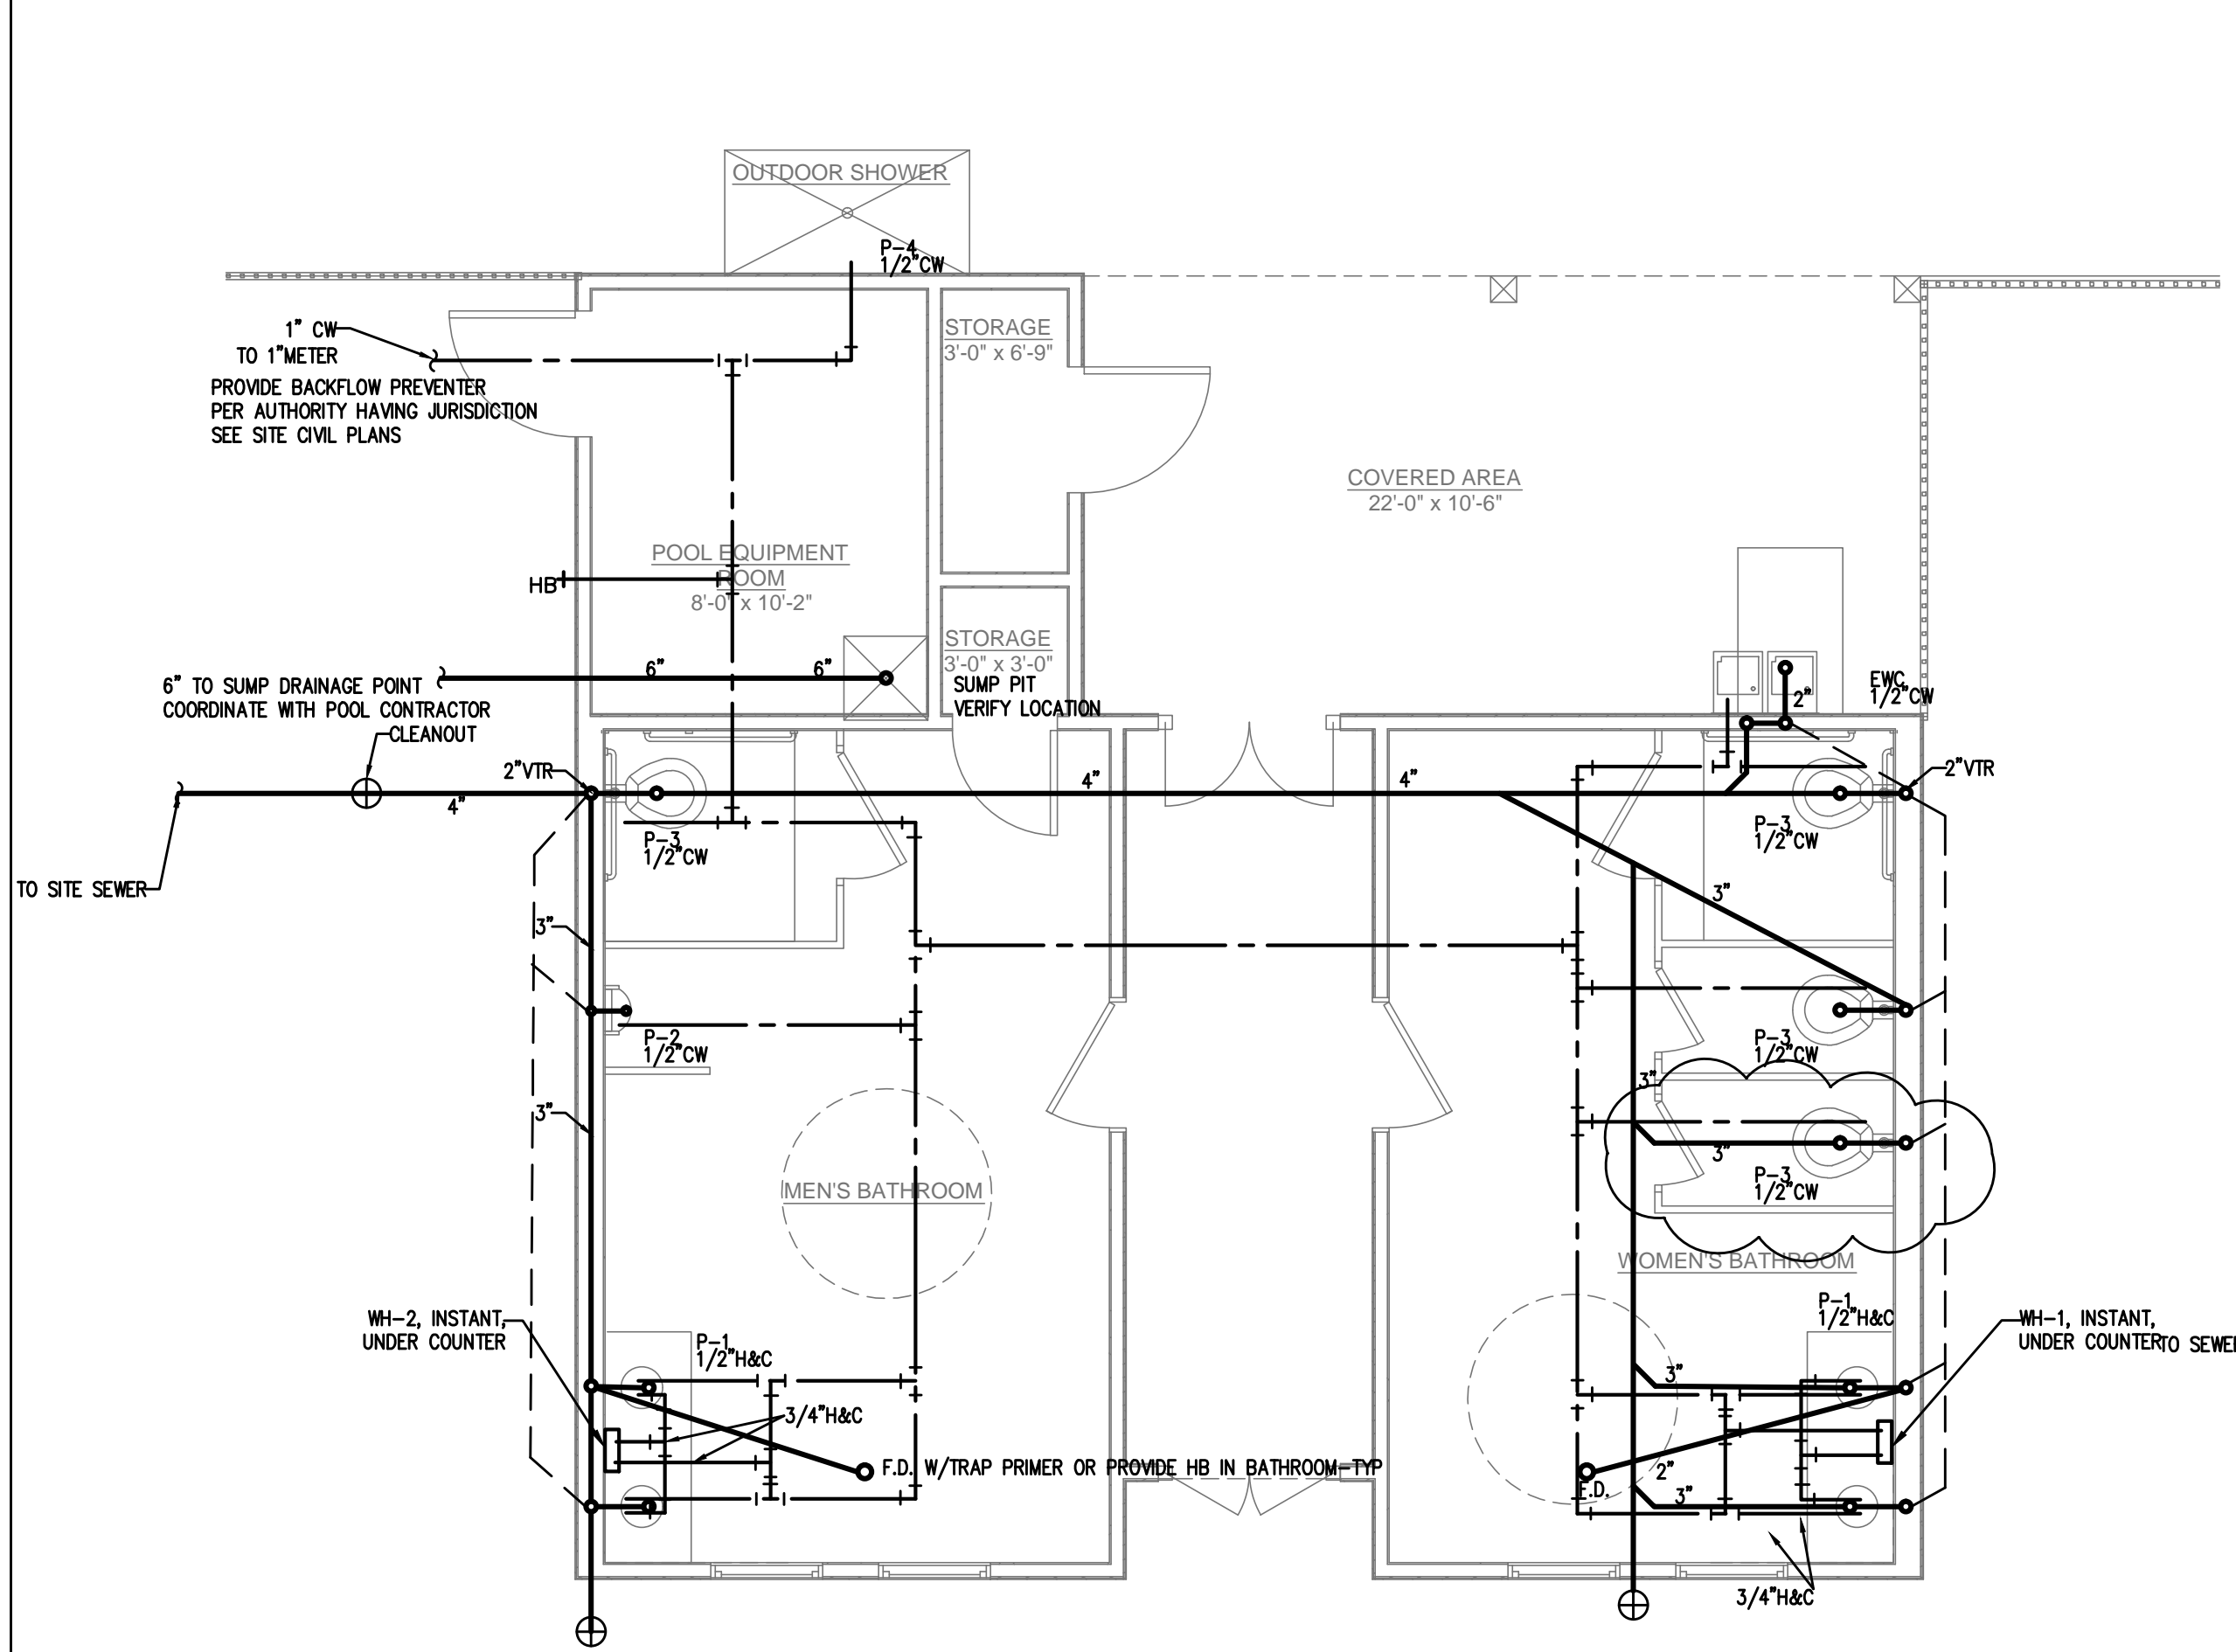 OUTDOOR SHOWER
P-4
1/2"CW
1" CW
TO 1"METER
PROVIDE BACKFLOW PREVENTER
PER AUTHORITY HAVING JURISDICTION
SEE SITE CIVIL PLANS
STORAGE
3'-0" x 6'-9"
COVERED AREA
22'-0" x 10'-6"
POOL EQUIPMENT
ROOM
8'-0" x 10'-2"
HB
STORAGE
3'-0" x 3'-0"
SUMP PIT
VERIFY LOCATION
6"
6"
6" TO SUMP DRAINAGE POINT
COORDINATE WITH POOL CONTRACTOR
CLEANOUT
EWC
1/2"CW
2"
2"VTR
4"
4"
4"
2"VTR
P-3
1/2"CW
P-3
1/2"CW
TO SITE SEWER
3"
3"
P-2
1/2"CW
P-3
1/2"CW
3"
3"
3"
P-3
1/2"CW
MEN'S BATHROOM
WOMEN'S BATHROOM
WH-2, INSTANT,
UNDER COUNTER
P-1
1/2"H&C
P-1
1/2"H&C
WH-1, INSTANT,
UNDER COUNTER
TO SEWE
3"
3/4"H&C
F.D. W/TRAP PRIMER OR PROVIDE HB IN BATHROOM-TYP
2"
F.D.
3"
3/4"H&C